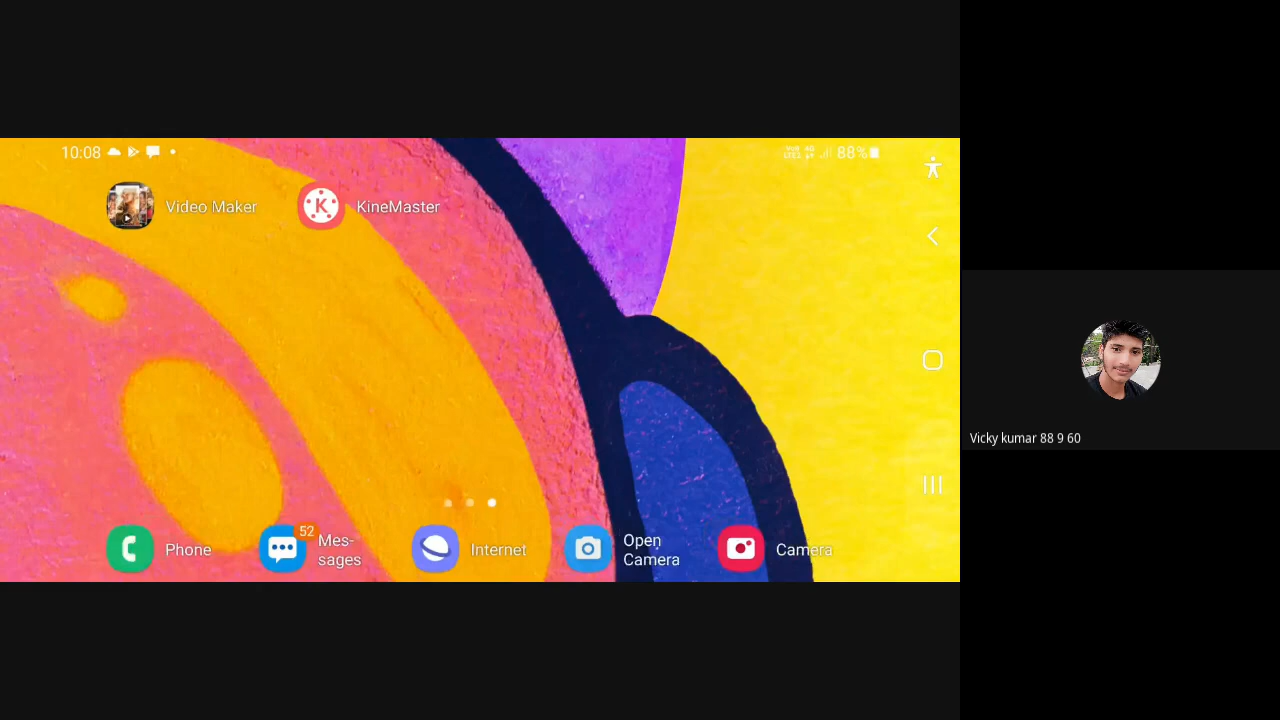 10:08
88%
Video Maker
KineMaster
Phone
52
Mes-
sages
Internet
Open
Camera
Camera
Vicky kumar 88 9 60